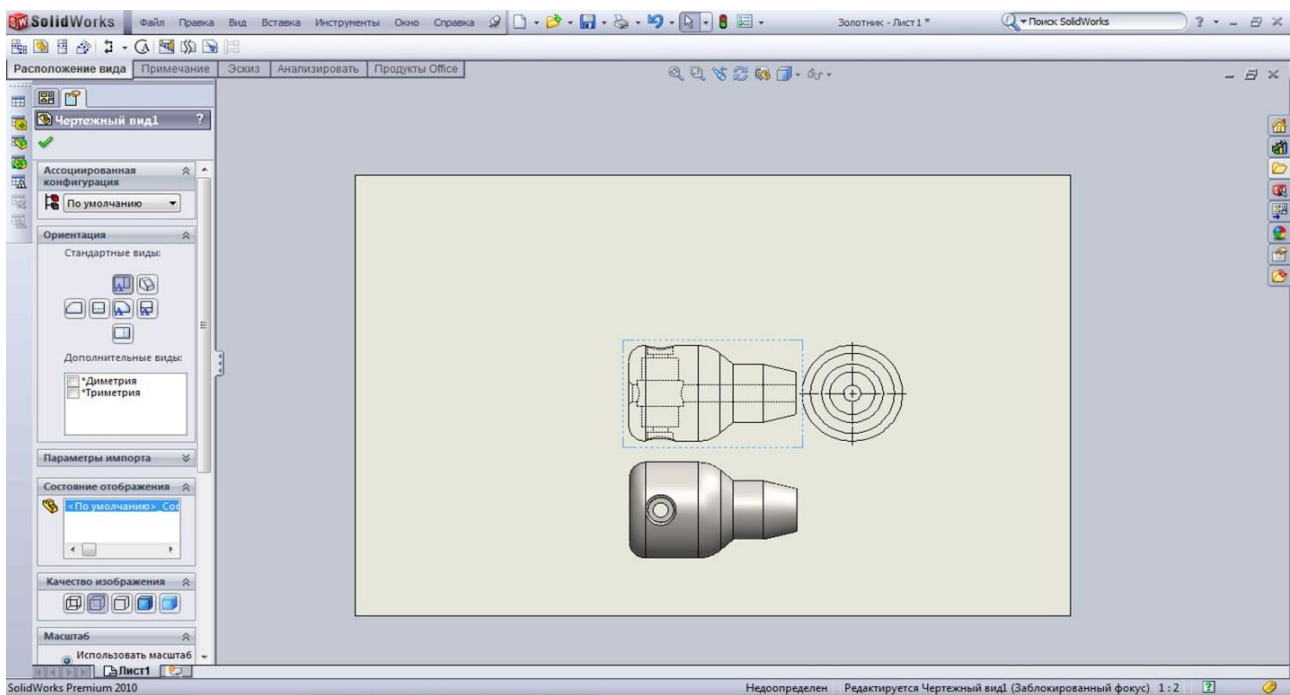 SolidWorks Файл Правка Вид Вставка Инструменты Окно Справка Золотник - Лист1 * Поиск SolidWorks
Расположение вида Примечание Эскиз Анализировать Продукты Office
Чертежный вид1 ?
Ассоциированная
конфигурация
По умолчанию
Ориентация
Стандартные виды:
Дополнительные виды:
*Диметрия
*Триметрия
Параметры импорта
Состояние отображения
<По умолчанию>_Сос
Качество изображения
Масштаб
Использовать масштаб
Лист1
SolidWorks Premium 2010 Недоопределен Редактируется Чертежный вид1 (Заблокированный фокус) 1 : 2